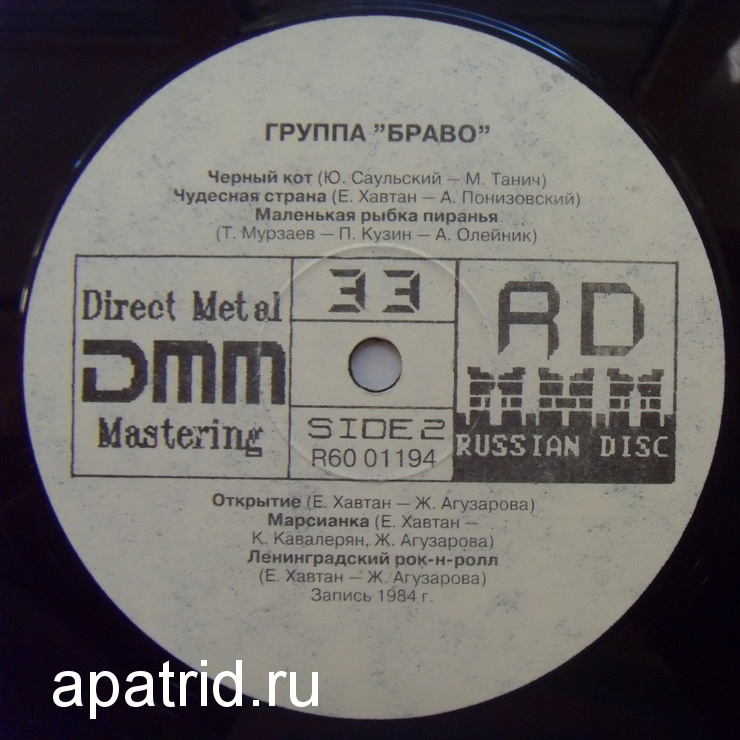 ГРУППА "БРАВО"
Черный кот (Ю. Саульский — М. Танич)
Чудесная страна (Е. Хавтан — А. Понизовский)
Маленькая рыбка пиранья
(Т. Мурзаев — П. Кузин — А. Олейник)
Direct Metal
DMM
Mastering
33
SIDE 2
R60 01194
RD
RUSSIAN DISC
Открытие (Е. Хавтан — Ж. Агузарова)
Марсианка (Е. Хавтан —
К. Кавалерян, Ж. Агузарова)
Ленинградский рок-н-ролл
(Е. Хавтан — Ж. Агузарова)
Запись 1984 г.
apatrid.ru